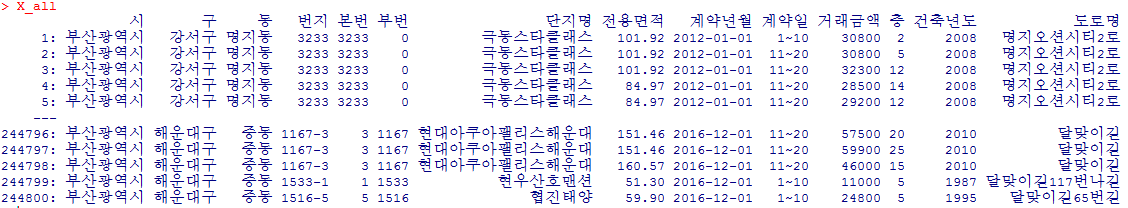 > X_all
시 구 동 번지 본번 부번 단지명 전용면적 계약년월 계약일 거래금액 층 건축년도 도로명
1: 부산광역시 강서구 명지동 3233 3233 0 극동스타클래스 101.92 2012-01-01 1~10 30800 2 2008 명지오션시티2로
2: 부산광역시 강서구 명지동 3233 3233 0 극동스타클래스 101.92 2012-01-01 11~20 30800 5 2008 명지오션시티2로
3: 부산광역시 강서구 명지동 3233 3233 0 극동스타클래스 101.92 2012-01-01 11~20 32300 12 2008 명지오션시티2로
4: 부산광역시 강서구 명지동 3233 3233 0 극동스타클래스 84.97 2012-01-01 11~20 28500 14 2008 명지오션시티2로
5: 부산광역시 강서구 명지동 3233 3233 0 극동스타클래스 84.97 2012-01-01 11~20 29200 12 2008 명지오션시티2로
---
244796: 부산광역시 해운대구 중동 1167-3 3 1167 현대아쿠아팰리스해운대 151.46 2016-12-01 11~20 57500 20 2010 달맞이길
244797: 부산광역시 해운대구 중동 1167-3 3 1167 현대아쿠아팰리스해운대 151.46 2016-12-01 11~20 59900 25 2010 달맞이길
244798: 부산광역시 해운대구 중동 1167-3 3 1167 현대아쿠아팰리스해운대 160.57 2016-12-01 11~20 46000 15 2010 달맞이길
244799: 부산광역시 해운대구 중동 1533-1 1 1533 현우산호맨션 51.30 2016-12-01 1~10 11000 5 1987 달맞이길117번나길
244800: 부산광역시 해운대구 중동 1516-5 5 1516 협진태양 59.90 2016-12-01 1~10 24800 5 1995 달맞이길65번길